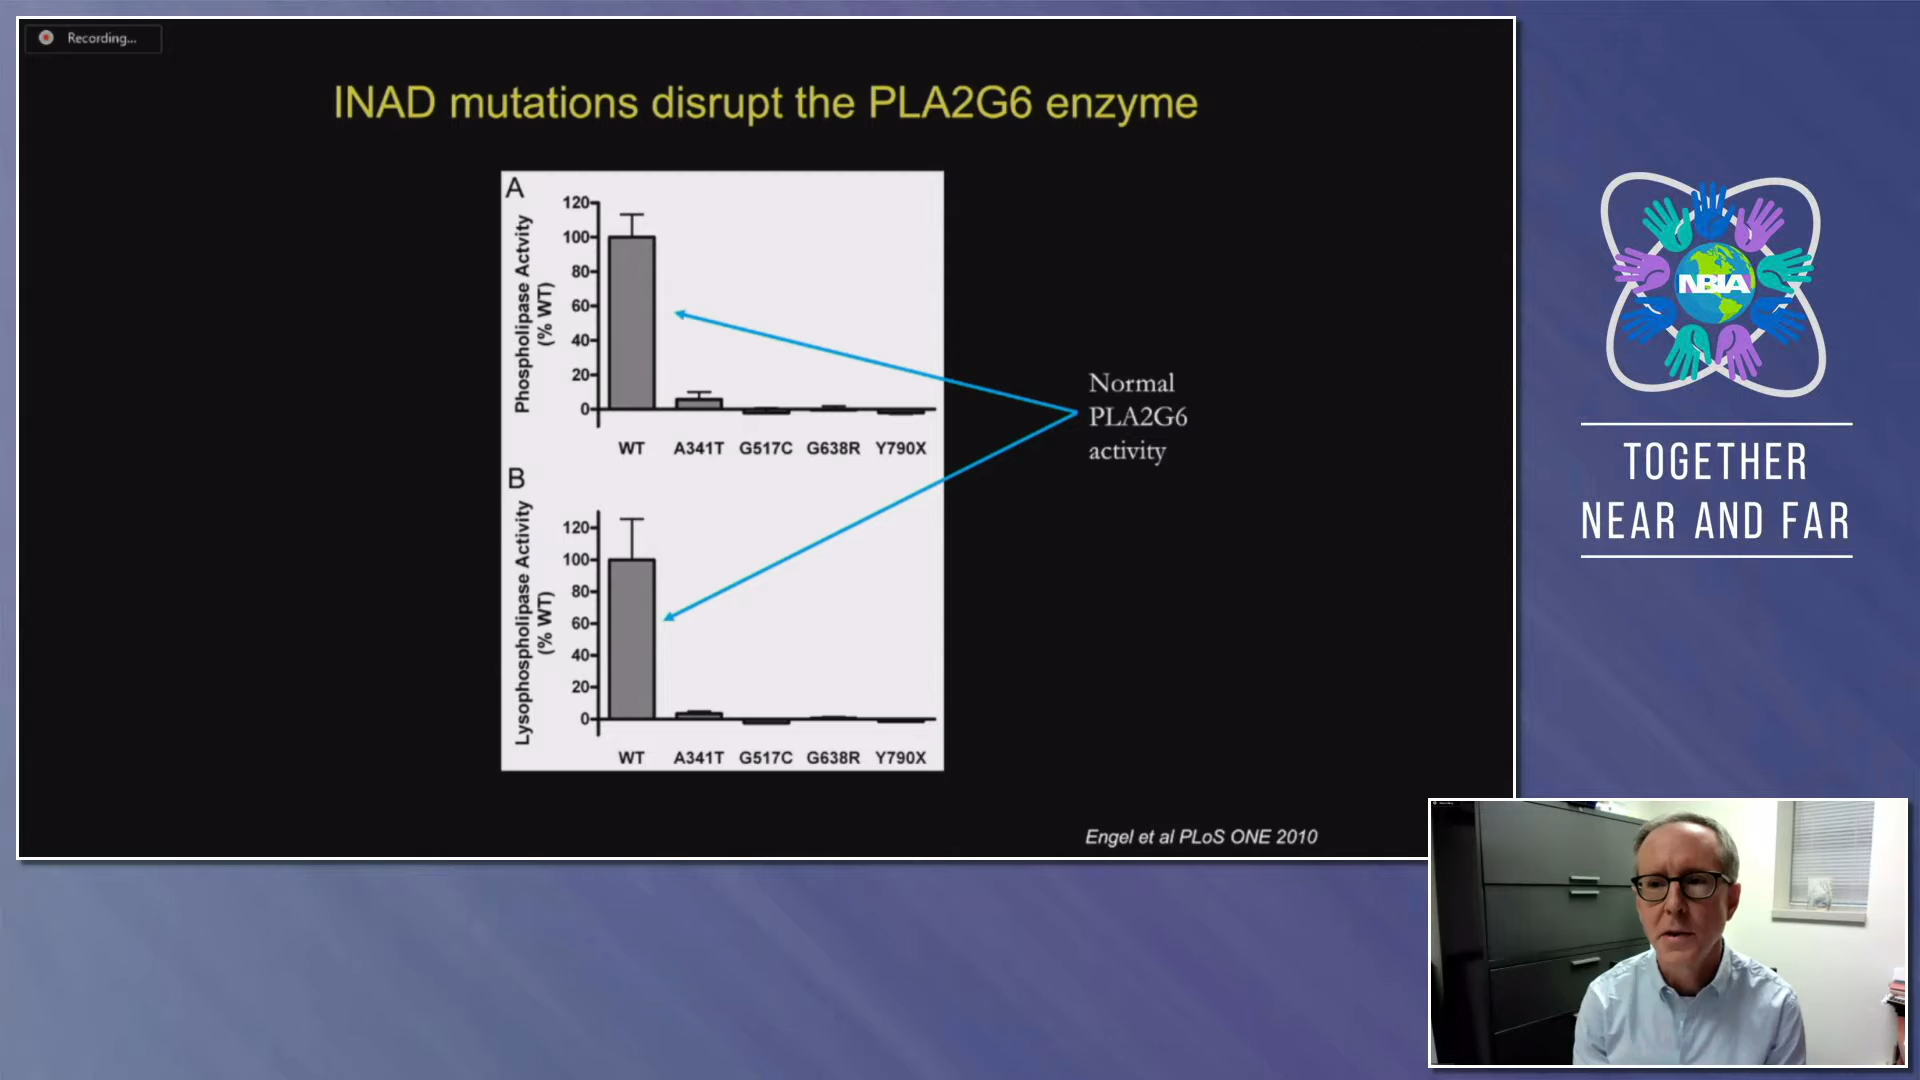 Recording...
INAD mutations disrupt the PLA2G6 enzyme
A
Phospholipase Actvity
(% WT)
120
100
80
60
40
20
0
WT A341T G517C G638R Y790X
B
Lysophospholipase Activity
(% WT)
120
100
80
60
40
20
0
WT A341T G517C G638R Y790X
Normal
PLA2G6
activity
Engel et al PLoS ONE 2010
NBIA
TOGETHER
NEAR AND FAR